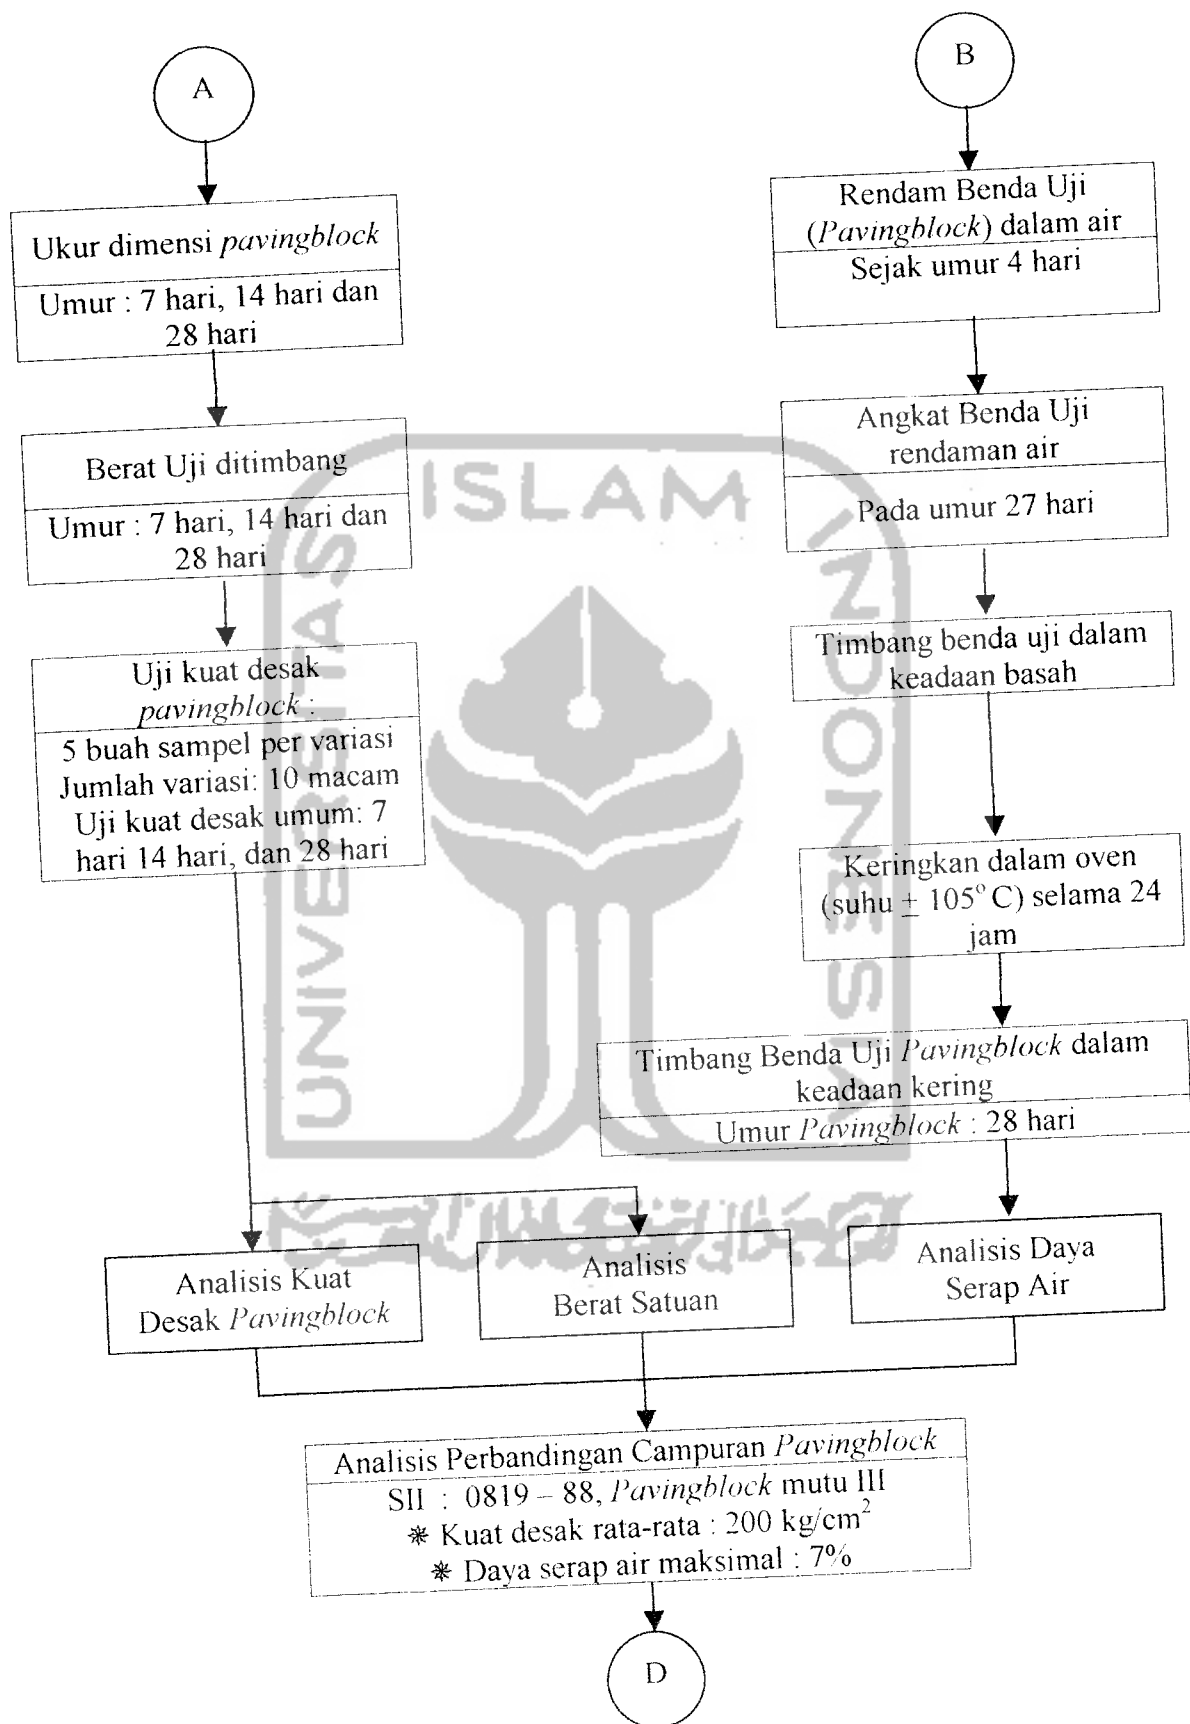 A
Ukur dimensi pavingblock
Umur : 7 hari, 14 hari dan
28 hari
Berat Uji ditimbang
Umur : 7 hari, 14 hari dan
28 hari
Uji kuat desak
pavingblock :
5 buah sampel per variasi
Jumlah variasi: 10 macam
Uji kuat desak umum: 7
hari 14 hari, dan 28 hari
B
Rendam Benda Uji
(Pavingblock) dalam air
Sejak umur 4 hari
Angkat Benda Uji
rendaman air
Pada umur 27 hari
Timbang benda uji dalam
keadaan basah
Keringkan dalam oven
(suhu ± 105° C) selama 24
jam
Timbang Benda Uji Pavingblock dalam
keadaan kering
Umur Pavingblock : 28 hari
Analisis Kuat
Desak Pavingblock
Analisis
Berat Satuan
Analisis Daya
Serap Air
Analisis Perbandingan Campuran Pavingblock
SII : 0819 – 88, Pavingblock mutu III
* Kuat desak rata-rata : 200 kg/cm²
* Daya serap air maksimal : 7%
D
UNIVERSITAS
ISLAM
INDONESIA